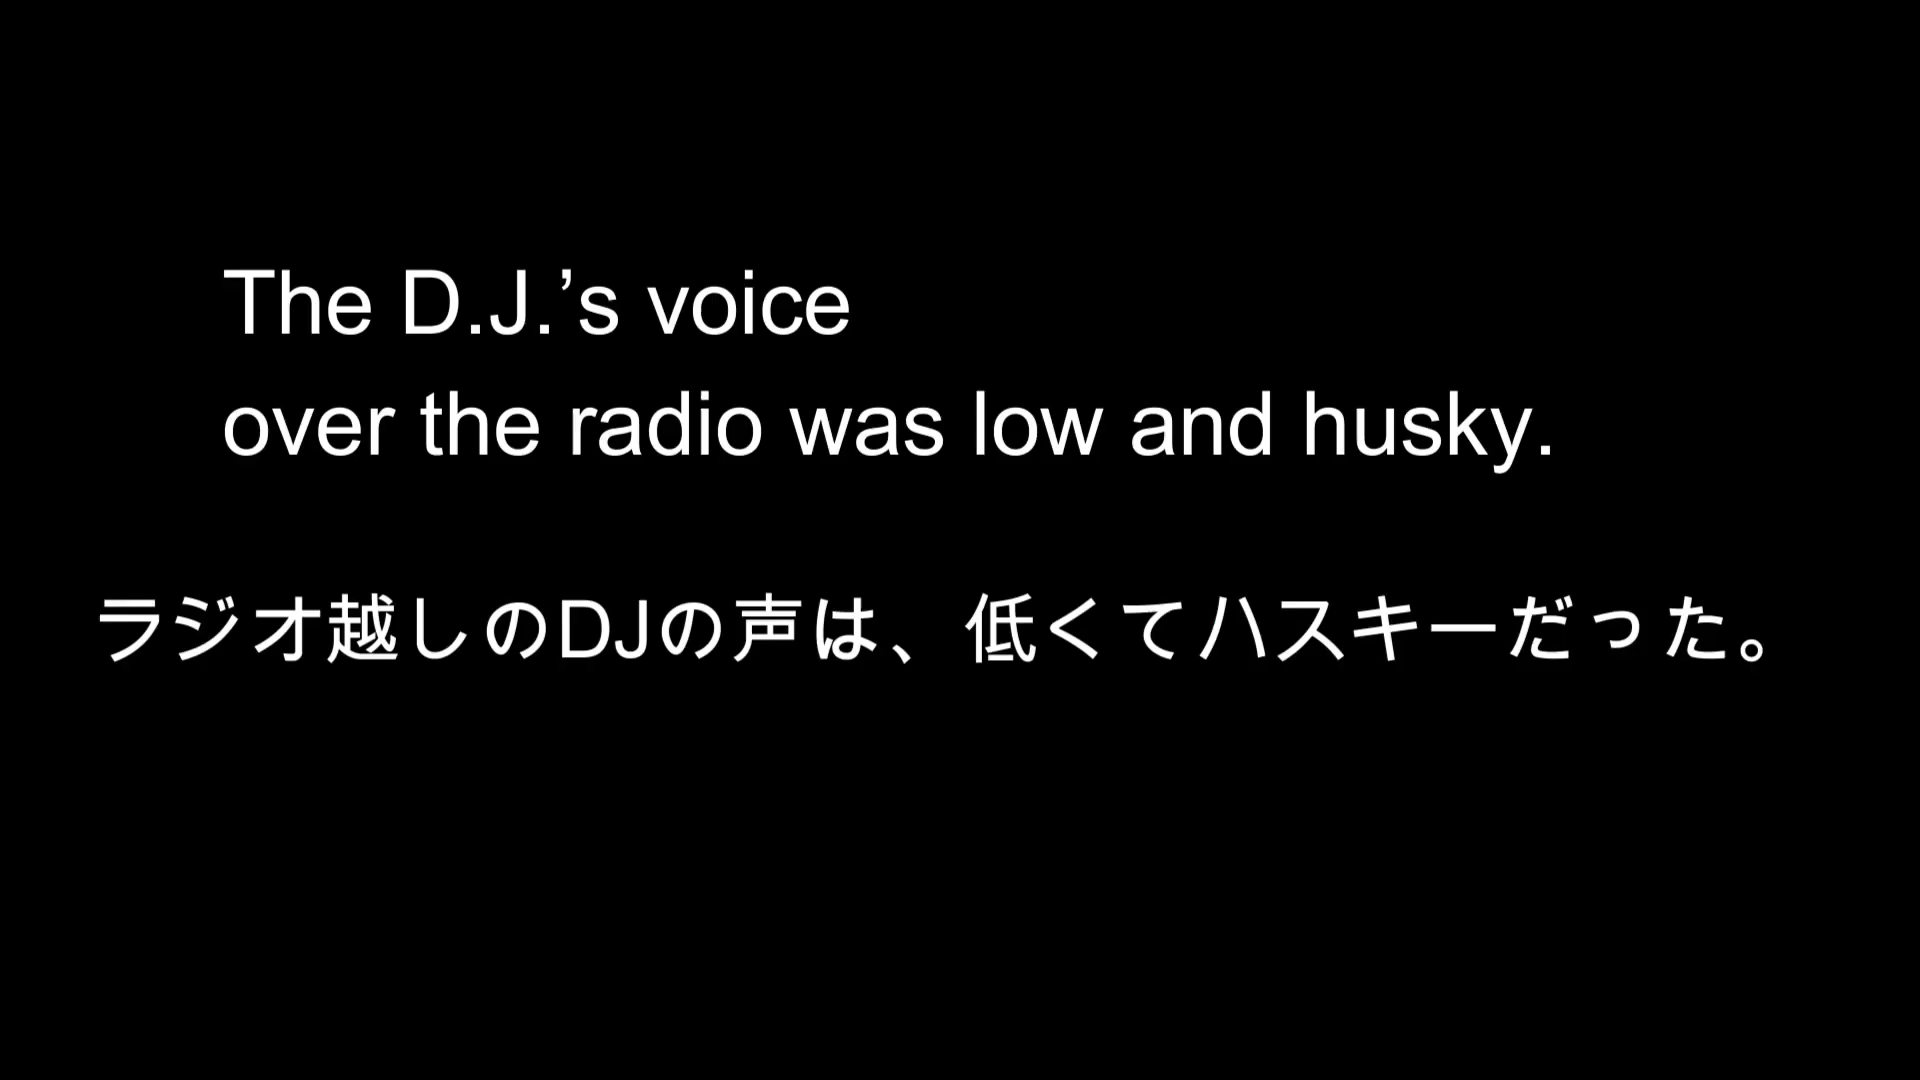 The D.J.’s voice
over the radio was low and husky.
ラジオ越しのDJの声は、低くてハスキーだった。